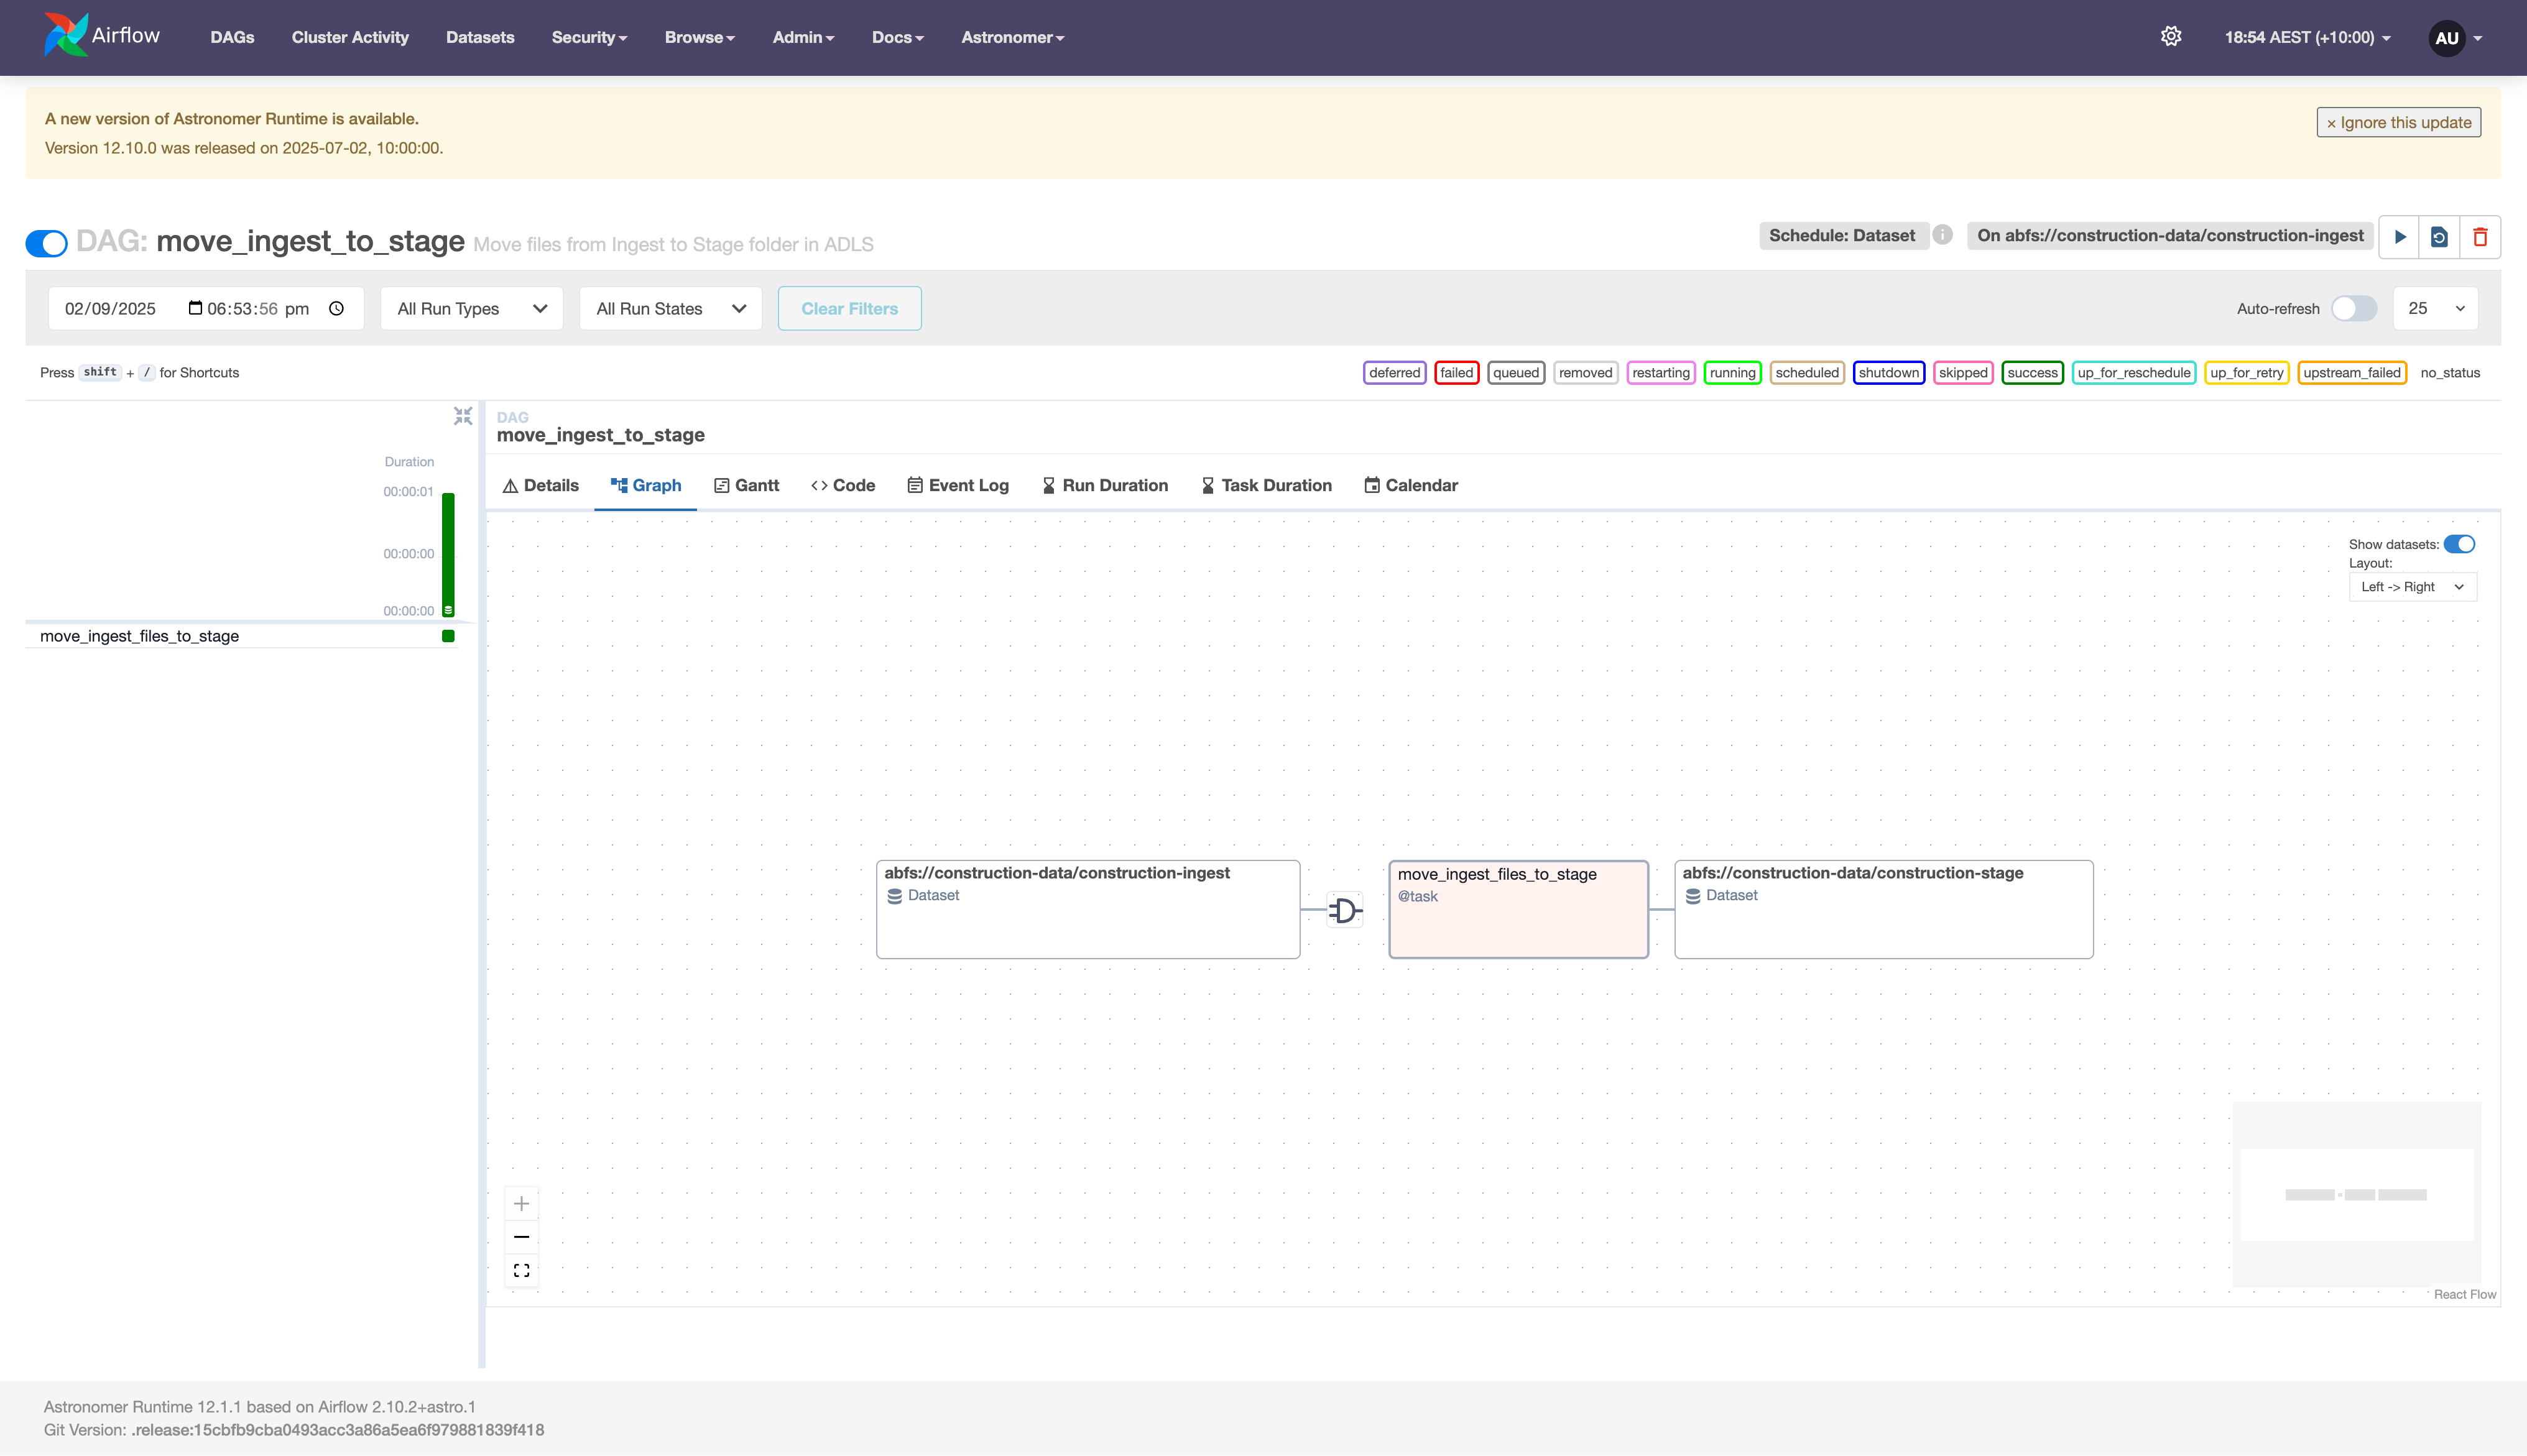 Airflow DAGs Cluster Activity Datasets Security Browse Admin Docs Astronomer 18:54 AEST (+10:00) AU
A new version of Astronomer Runtime is available.
Version 12.10.0 was released on 2025-07-02, 10:00:00.
× Ignore this update
DAG: move_ingest_to_stage Move files from Ingest to Stage folder in ADLS
Schedule: Dataset i On abfs://construction-data/construction-ingest
02/09/2025 06:53:56 pm All Run Types All Run States Clear Filters Auto-refresh 25
Press shift + / for Shortcuts
deferred failed queued removed restarting running scheduled shutdown skipped success up_for_reschedule up_for_retry upstream_failed no_status
Duration
00:00:01
00:00:00
00:00:00
move_ingest_files_to_stage
DAG
move_ingest_to_stage
Details Graph Gantt Code Event Log Run Duration Task Duration Calendar
Show datasets:
Layout:
Left -> Right
abfs://construction-data/construction-ingest
Dataset
move_ingest_files_to_stage
@task
abfs://construction-data/construction-stage
Dataset
React Flow
Astronomer Runtime 12.1.1 based on Airflow 2.10.2+astro.1
Git Version: .release:15cbfb9cba0493acc3a86a5ea6f979881839f418